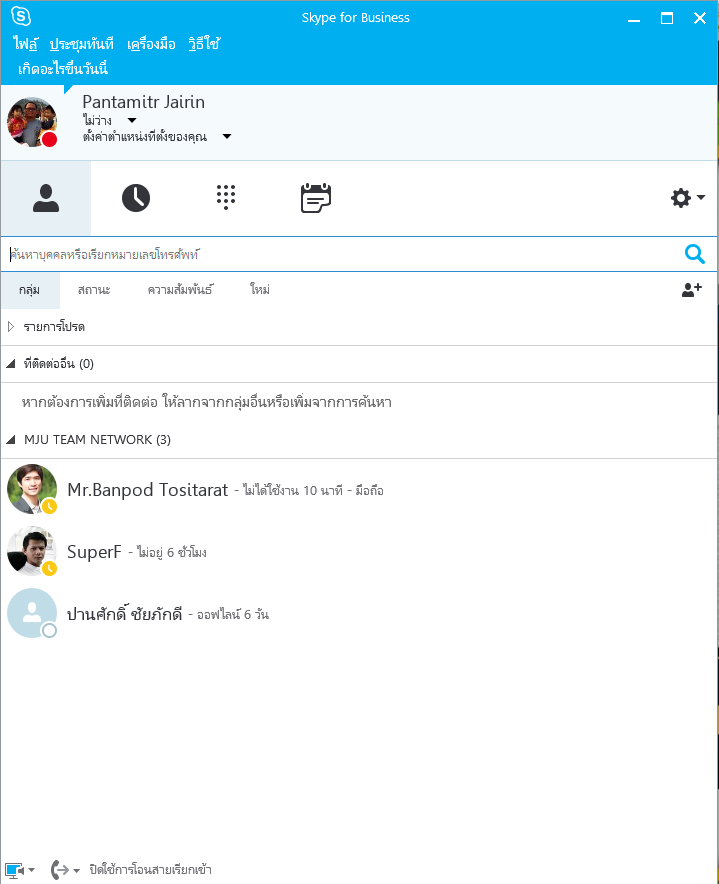 Skype for Business
ไฟล์ ประชุมทันที เครื่องมือ วิธีใช้
เกิดอะไรขึ้นวันนี้
Pantamitr Jairin
ไม่ว่าง
ตั้งค่าตำแหน่งที่ตั้งของคุณ
ค้นหาบุคคลหรือเรียกหมายเลขโทรศัพท์
กลุ่ม สถานะ ความสัมพันธ์ ใหม่
รายการโปรด
ที่ติดต่ออื่น (0)
หากต้องการเพิ่มที่ติดต่อ ให้ลากจากกลุ่มอื่นหรือเพิ่มจากการค้นหา
MJU TEAM NETWORK (3)
Mr.Banpod Tositarat - ไม่ได้ใช้งาน 10 นาที - มือถือ
SuperF - ไม่อยู่ 6 ชั่วโมง
ปานศักดิ์ ชัยภักดี - ออฟไลน์ 6 วัน
ปิดใช้การโอนสายเรียกเข้า